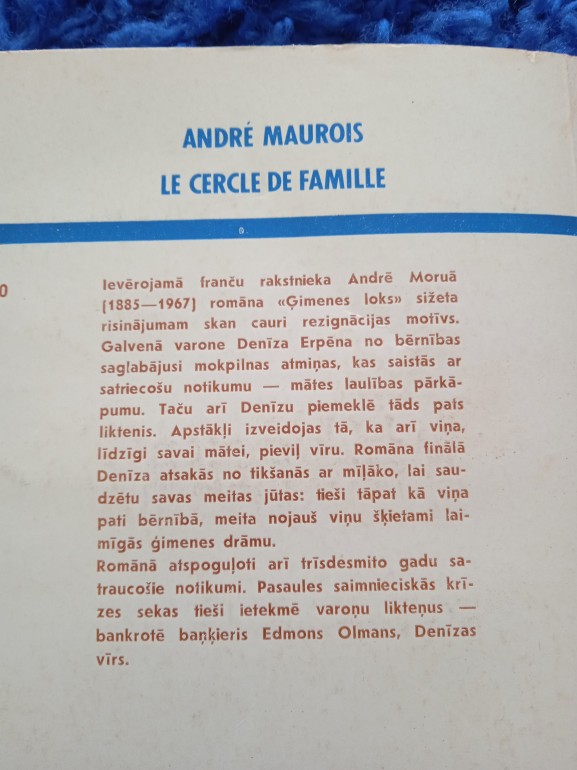 ANDRÉ MAUROIS
LE CERCLE DE FAMILLE
0
Ievērojamā franču rakstnieka Andrē Moruā
(1885—1967) romāna «Ģimenes loks» sižeta
risinājumam skan cauri rezignācijas motīvs.
Galvenā varone Denīza Erpēna no bērnības
saglabājusi mokpilnas atmiņas, kas saistās ar
satriecošu notikumu — mātes laulības pārkā-
pumu. Taču arī Denīzu piemeklē tāds pats
liktenis. Apstākļi izveidojas tā, ka arī viņa,
līdzīgi savai mātei, pieviļ vīru. Romāna finālā
Denīza atsakās no tikšanās ar mīļāko, lai sau-
dzētu savas meitas jūtas: tieši tāpat kā viņa
pati bērnībā, meita nojauš viņu šķietami lai-
mīgās ģimenes drāmu.
Romānā atspoguļoti arī trīsdesmito gadu sa-
traucošie notikumi. Pasaules saimnieciskās krī-
zes sekas tieši ietekmē varoņu likteņus —
bankrotē baņķieris Edmons Olmans, Denīzas
vīrs.